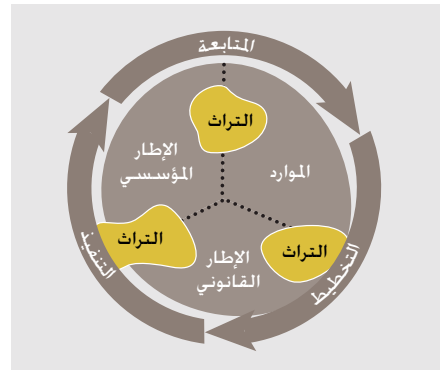 المتابعة
التراث
الإطار
المؤسسي
الموارد
التراث
الإطار
القانوني
التراث
التنفيذ
التخطيط